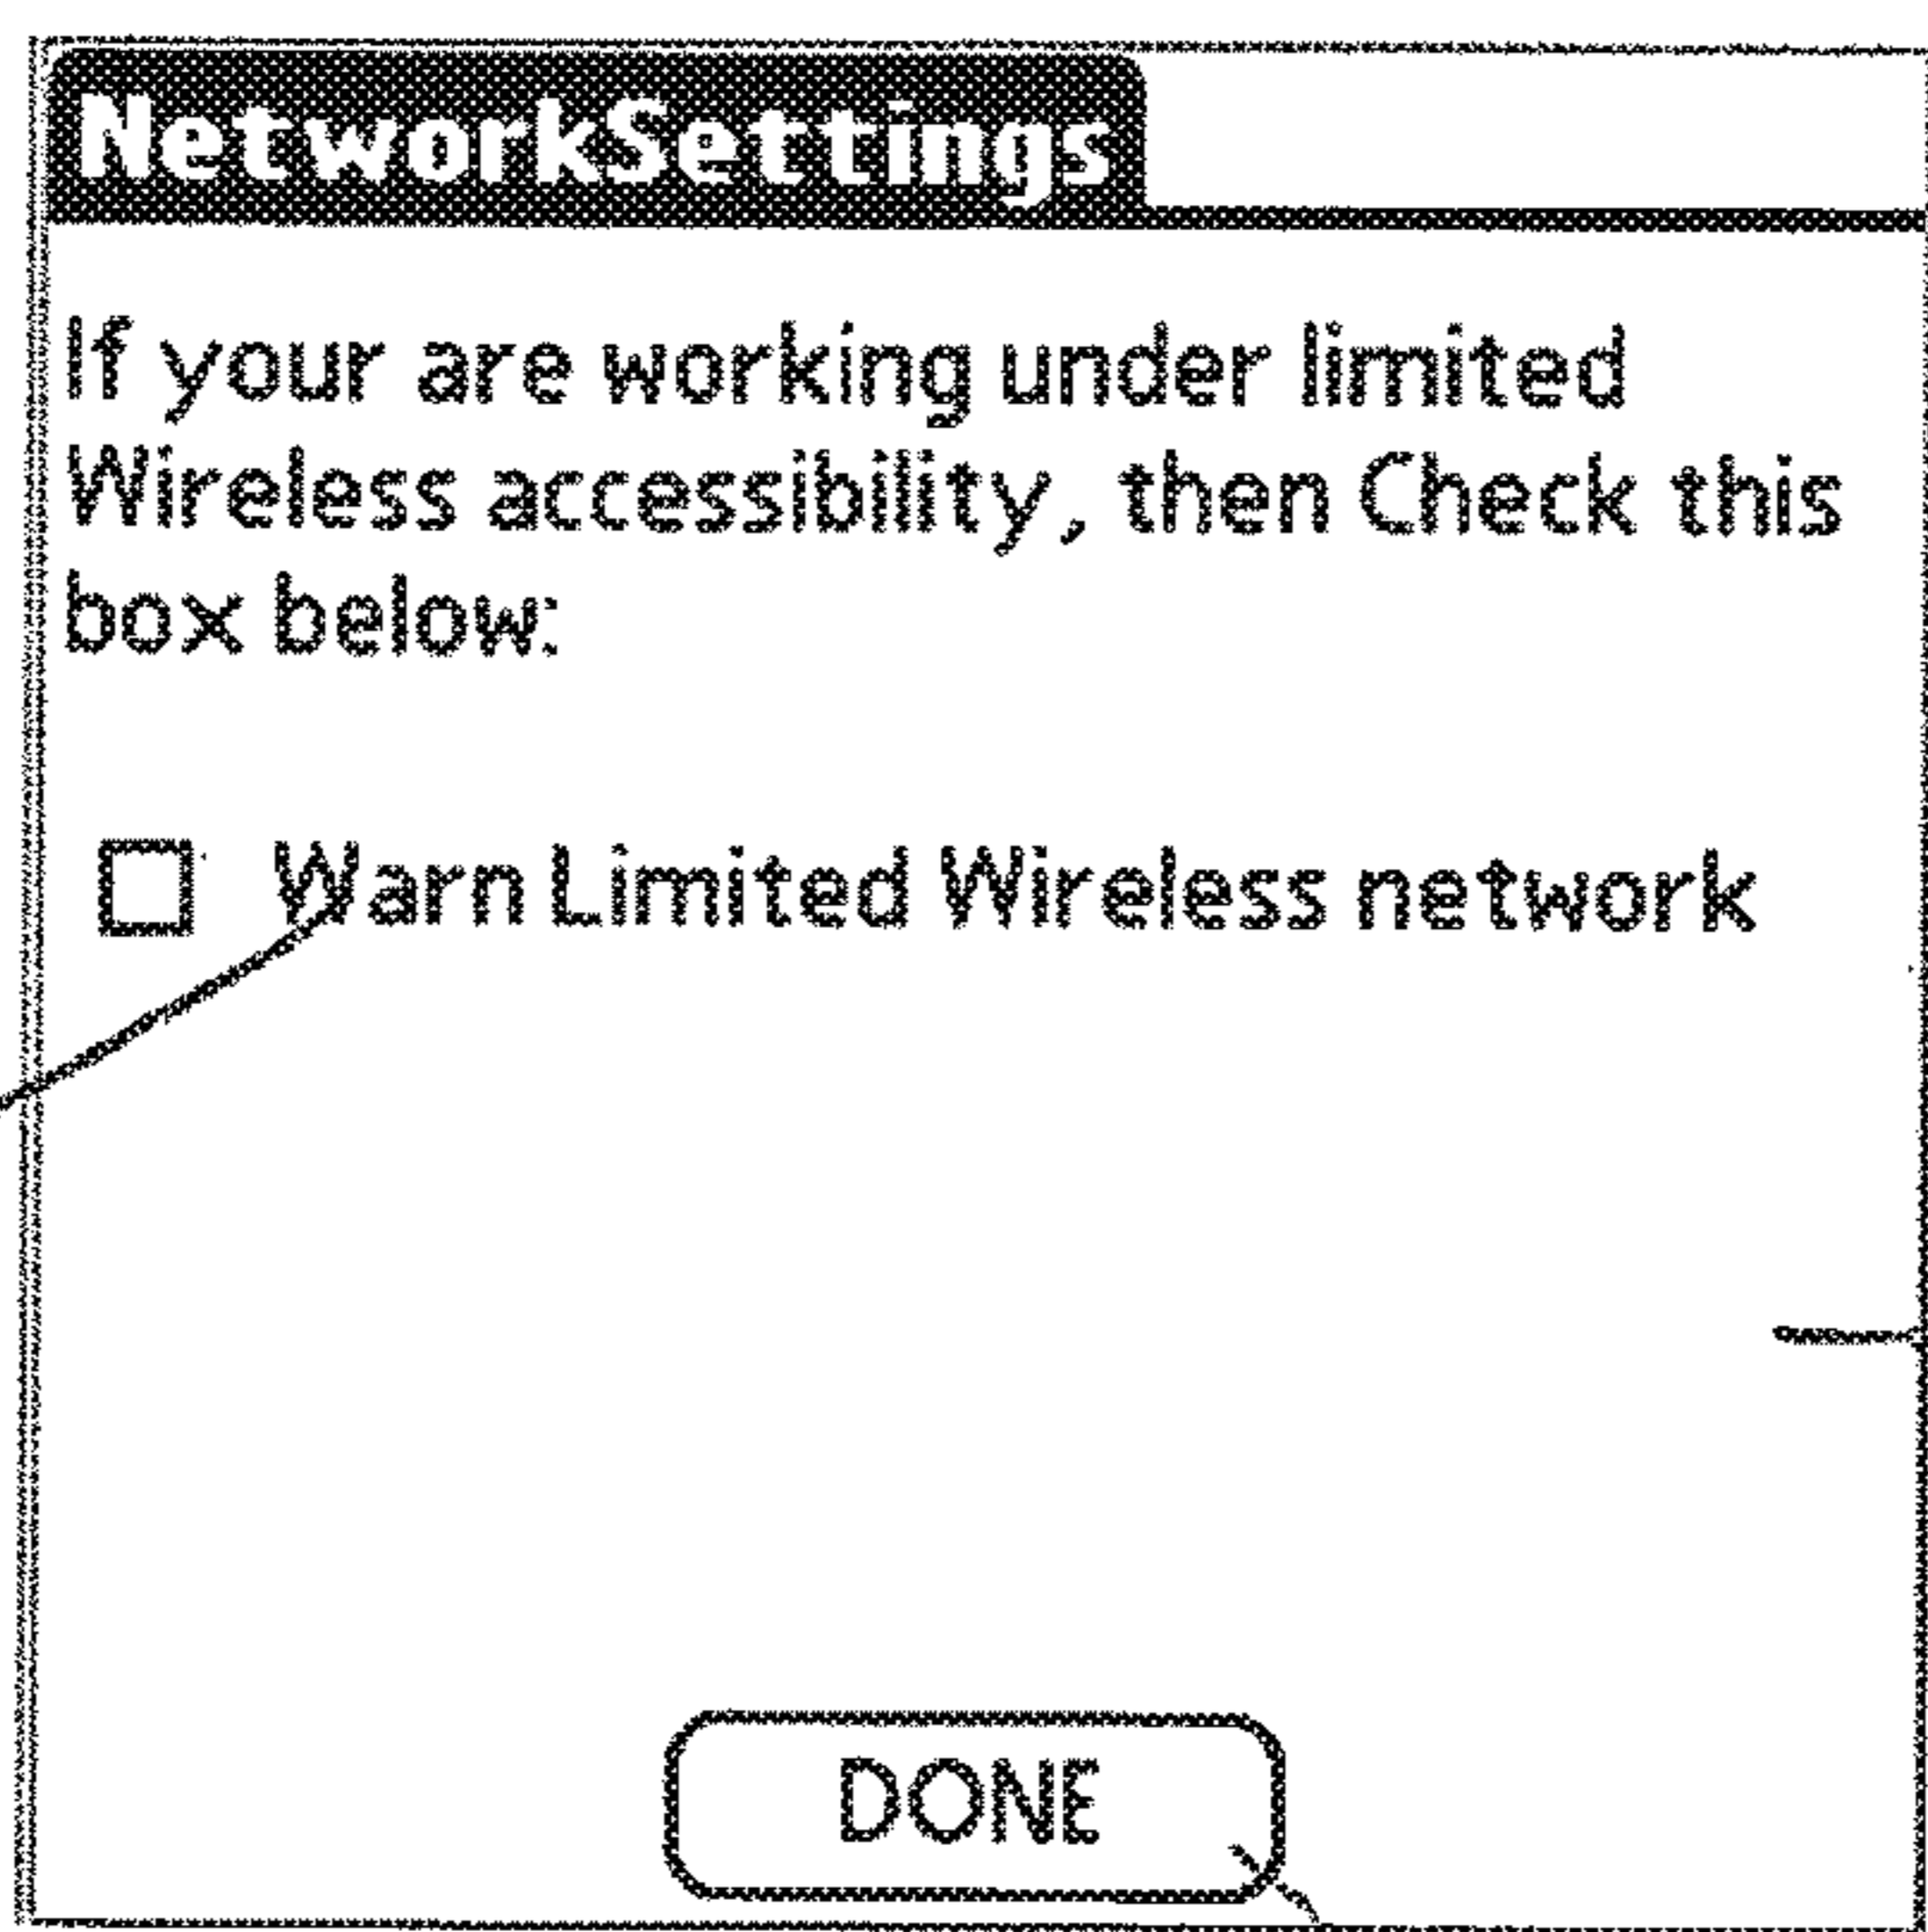 NetworkSettings
If your are working under limited
Wireless accessibility, then Check this
box below:
Warn Limited Wireless network
DONE